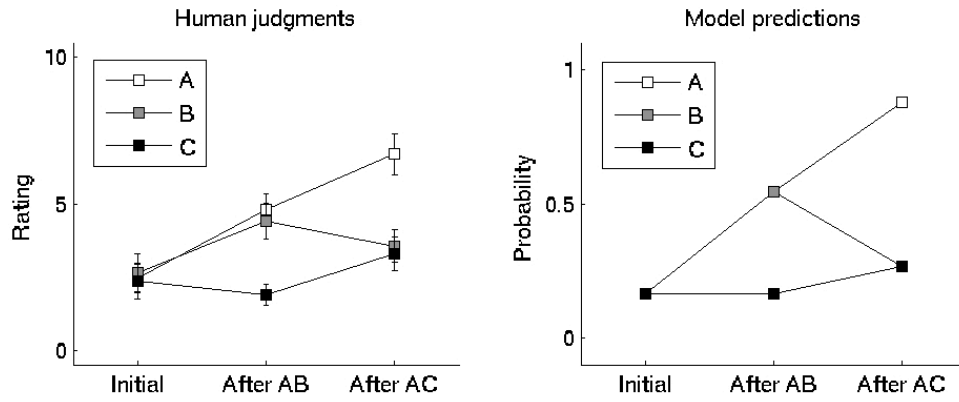 Human judgments
10
5
0
Rating
A
B
C
Initial
After AB
After AC
Model predictions
1
0.5
0
Probability
A
B
C
Initial
After AB
After AC